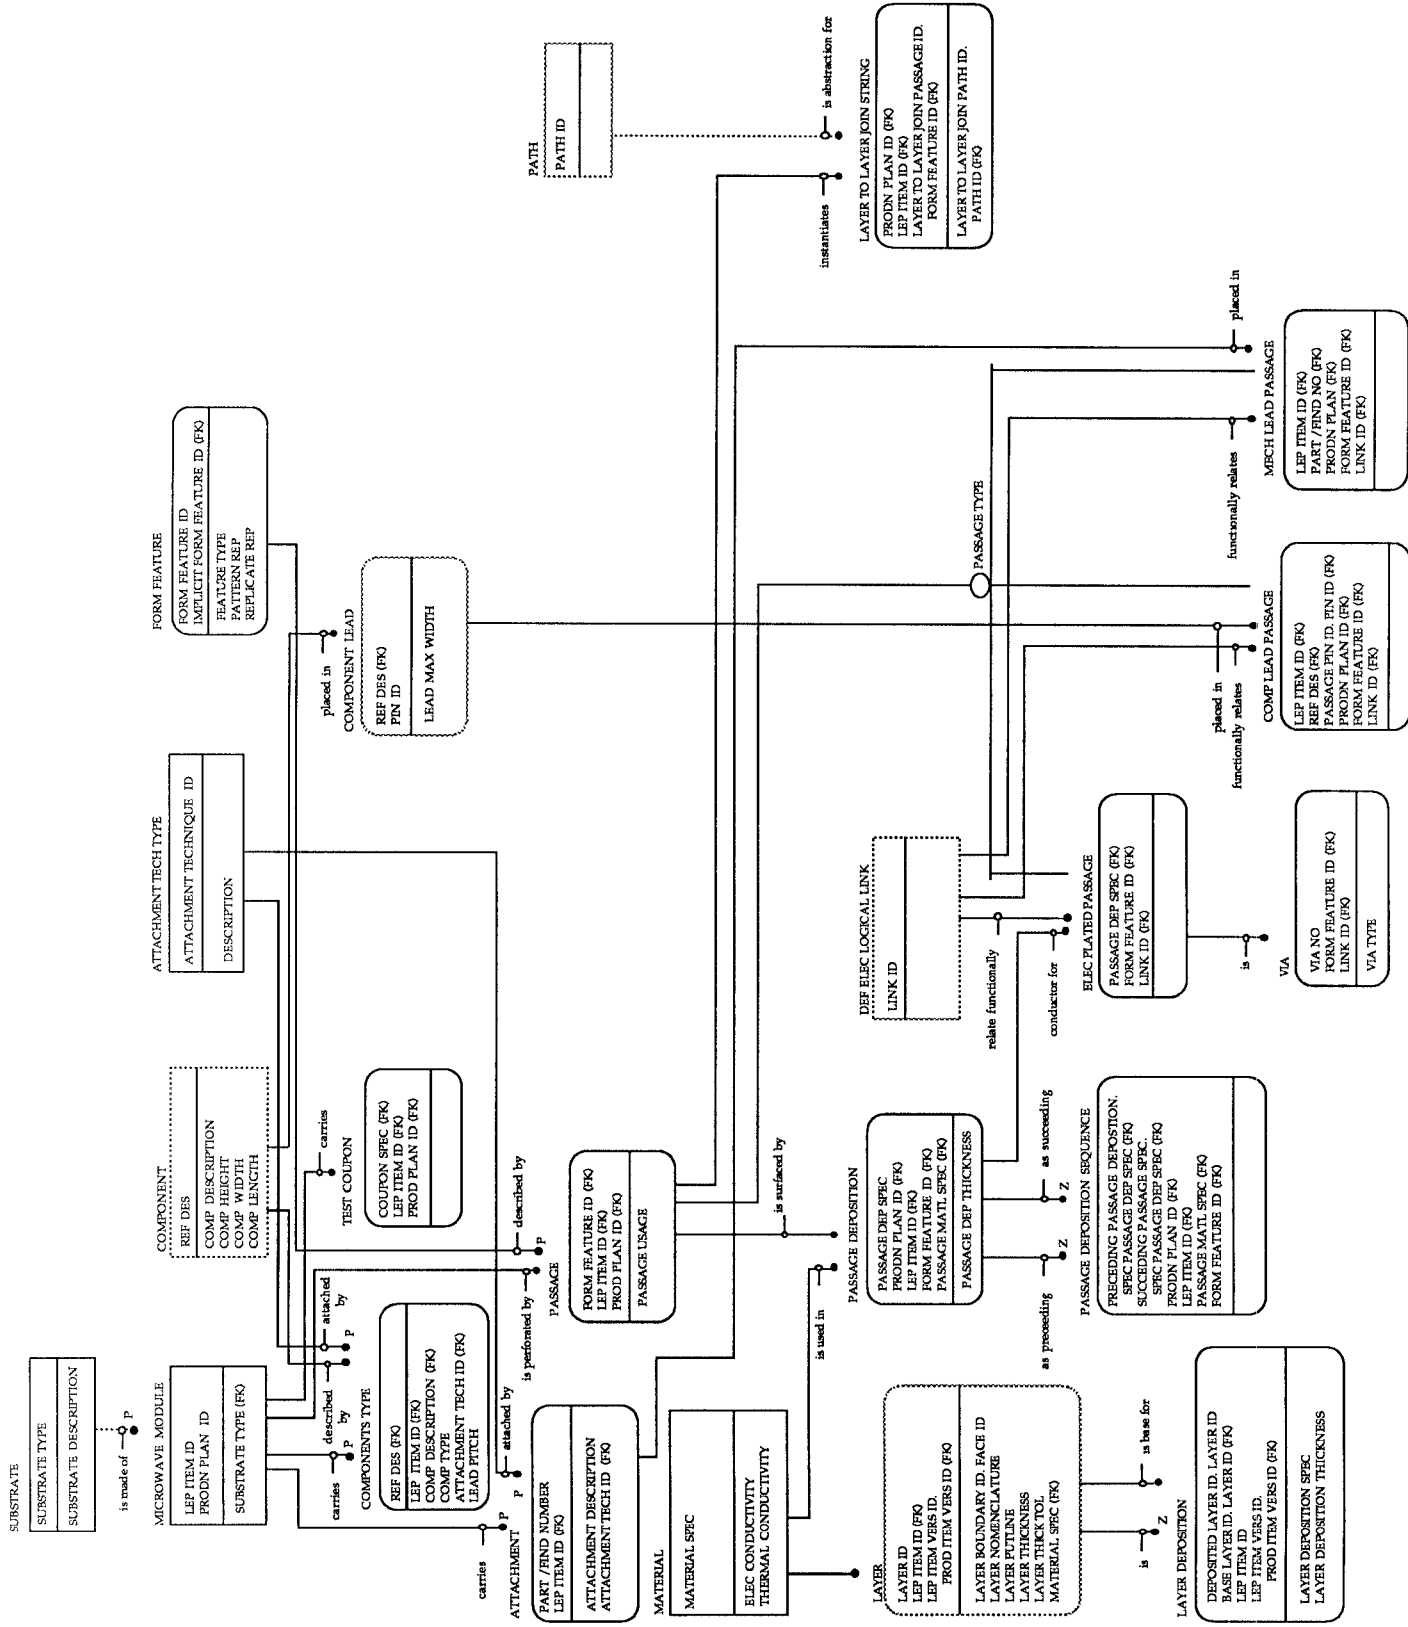 SUBSTRATE
SUBSTRATE TYPE
SUBSTRATE DESCRIPTION
is made of
P
MICROWAVE MODULE
LEP ITEM ID
PRODN PLAN ID
SUBSTRATE TYPE (FK)
COMPONENT
REF DES
COMP DESCRIPTION
COMP HEIGHT
COMP WIDTH
COMP LENGTH
ATTACHMENT TECH TYPE
ATTACHMENT TECHNIQUE ID
DESCRIPTION
FORM FEATURE
FORM FEATURE ID
IMPLICIT FORM FEATURE ID (FK)
FEATURE TYPE
PATTERN REP
REPLICATE REP
carries
P
described
by
P
attached
by
P
carries
placed in
COMPONENTS TYPE
REF DES (FK)
LEP ITEM ID (FK)
COMP DESCRIPTION (FK)
COMP TYPE
ATTACHMENT TECH ID (FK)
LEAD PITCH
TEST COUPON
COUPON SPEC (FK)
LEP ITEM ID (FK)
PROD PLAN ID (FK)
COMPONENT LEAD
REF DES (FK)
PIN ID
LEAD MAX WIDTH
carries
P
attached by
P
is perforated by
described by
P
ATTACHMENT
PART /FIND NUMBER
LEP ITEM ID (FK)
ATTACHMENT DESCRIPTION
ATTACHMENT TECH ID (FK)
PASSAGE
FORM FEATURE ID (FK)
LEP ITEM ID (FK)
PROD PLAN ID (FK)
PASSAGE USAGE
PATH
PATH ID
MATERIAL
MATERIAL SPEC
ELEC CONDUCTIVITY
THERMAL CONDUCTIVITY
is used in
is surfaced by
instantiates
is abstraction for
LAYER
LAYER ID
LEP ITEM ID (FK)
LEP ITEM VERS ID.
PROD ITEM VERS ID (FK)
LAYER BOUNDARY ID. FACE ID
LAYER NOMENCLATURE
LAYER PUTLINE
LAYER THICKNESS
LAYER THICK TOL
MATERIAL SPEC (FK)
PASSAGE DEPOSITION
PASSAGE DEP SPEC
PRODN PLAN ID (FK)
LEP ITEM ID (FK)
FORM FEATURE ID (FK)
PASSAGE MATL SPEC (FK)
PASSAGE DEP THICKNESS
DEF ELEC LOGICAL LINK
LINK ID
LAYER TO LAYER JOIN STRING
PRODN PLAN ID (FK)
LEP ITEM ID (FK)
LAYER TO LAYER JOIN PASSAGE ID.
FORM FEATURE ID (FK)
LAYER TO LAYER JOIN PATH ID.
PATH ID (FK)
PASSAGE TYPE
relate functionally
conductor for
as preceeding
Z
as succeeding
Z
is
Z
is base for
LAYER DEPOSITION
DEPOSITED LAYER ID. LAYER ID
BASE LAYER ID. LAYER ID (FK)
LEP ITEM ID
LEP ITEM VERS ID.
PROD ITEM VERS ID (FK)
LAYER DEPOSITION SPEC
LAYER DEPOSITION THICKNESS
PASSAGE DEPOSITION SEQUENCE
PRECEDING PASSAGE DEPOSTION.
SPEC PASSAGE DEP SPEC (FK)
SUCCEDING PASSAGE SPEC.
SPEC PASSAGE DEP SPEC (FK)
PRODN PLAN ID (FK)
LEP ITEM ID (FK)
PASSAGE MATL SPEC (FK)
FORM FEATURE ID (FK)
ELEC PLATED PASSAGE
PASSAGE DEP SPEC (FK)
FORM FEATURE ID (FK)
LINK ID (FK)
is
VIA
VIA NO
FORM FEATURE ID (FK)
LINK ID (FK)
VIA TYPE
placed in
functionally relates
COMP LEAD PASSAGE
LEP ITEM ID (FK)
REF DES (FK)
PASSAGE PIN ID. PIN ID (FK)
PRODN PLAN ID (FK)
FORM FEATURE ID (FK)
LINK ID (FK)
functionally relates
placed in
MECH LEAD PASSAGE
LEP ITEM ID (FK)
PART /FIND NO (FK)
PRODN PLAN (FK)
FORM FEATURE ID (FK)
LINK ID (FK)